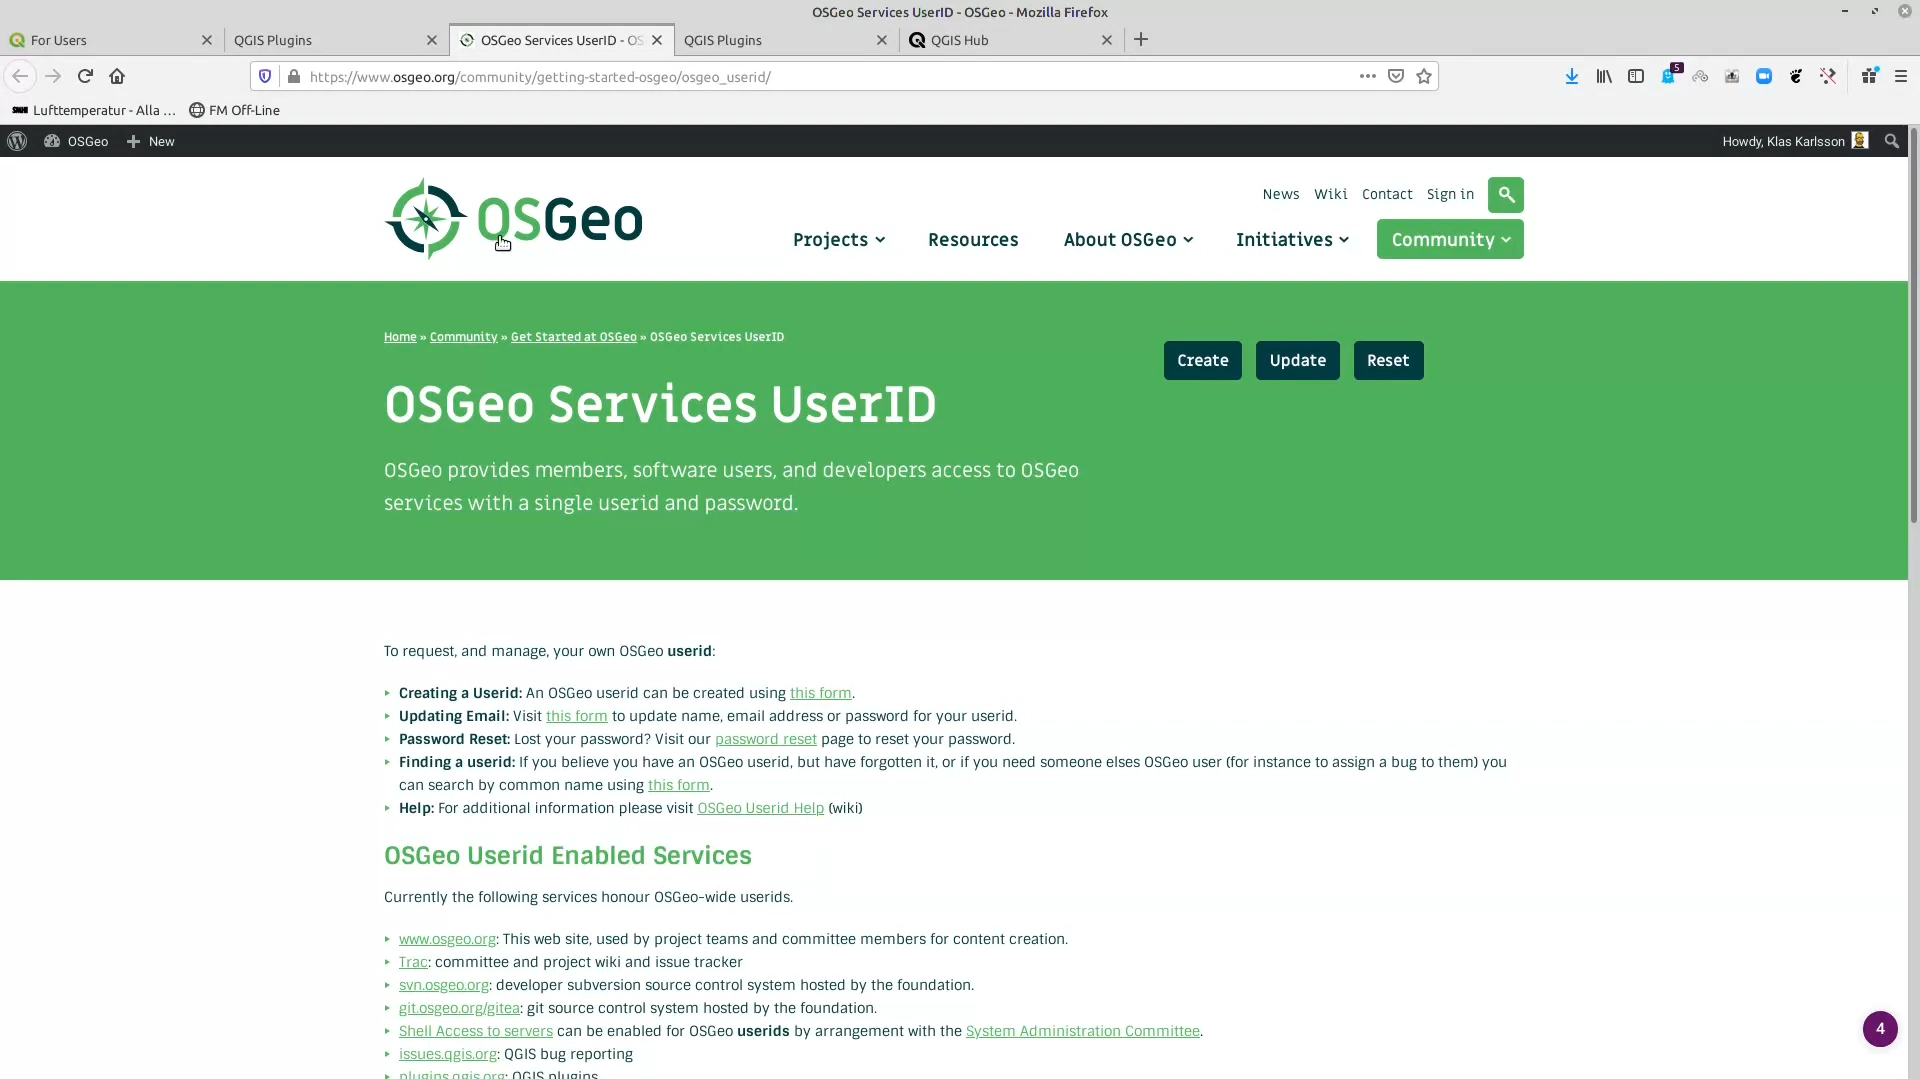 OSGeo Services UserID - OSGeo - Mozilla Firefox
For Users
QGIS Plugins
OSGeo Services UserID - OS
QGIS Plugins
QGIS Hub
https://www.osgeo.org/community/getting-started-osgeo/osgeo_userid/
5
Lufttemperatur - Alla …
FM Off-Line
OSGeo
New
Howdy, Klas Karlsson
OSGeo
News Wiki Contact Sign in
Projects Resources About OSGeo Initiatives Community
Home » Community » Get Started at OSGeo » OSGeo Services UserID
Create Update Reset
OSGeo Services UserID
OSGeo provides members, software users, and developers access to OSGeo
services with a single userid and password.
To request, and manage, your own OSGeo userid:
Creating a Userid: An OSGeo userid can be created using this form.
Updating Email: Visit this form to update name, email address or password for your userid.
Password Reset: Lost your password? Visit our password reset page to reset your password.
Finding a userid: If you believe you have an OSGeo userid, but have forgotten it, or if you need someone elses OSGeo user (for instance to assign a bug to them) you
can search by common name using this form.
Help: For additional information please visit OSGeo Userid Help (wiki)
OSGeo Userid Enabled Services
Currently the following services honour OSGeo-wide userids.
www.osgeo.org: This web site, used by project teams and committee members for content creation.
Trac: committee and project wiki and issue tracker
svn.osgeo.org: developer subversion source control system hosted by the foundation.
git.osgeo.org/gitea: git source control system hosted by the foundation.
Shell Access to servers can be enabled for OSGeo userids by arrangement with the System Administration Committee.
4
issues.qgis.org: QGIS bug reporting
plugins.qgis.org: QGIS plugins